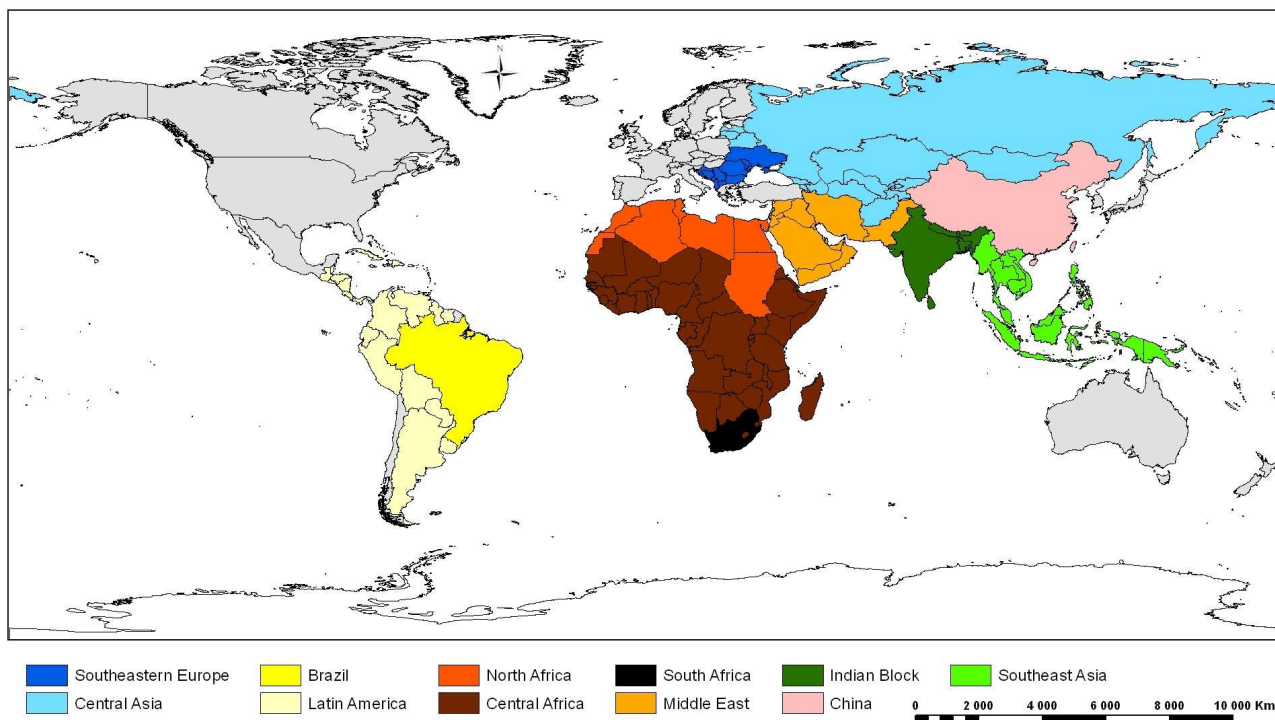 N
Southeastern Europe Brazil North Africa South Africa Indian Block Southeast Asia
Central Asia Latin America Central Africa Middle East China
0 2 000 4 000 6 000 8 000 10 000 Km